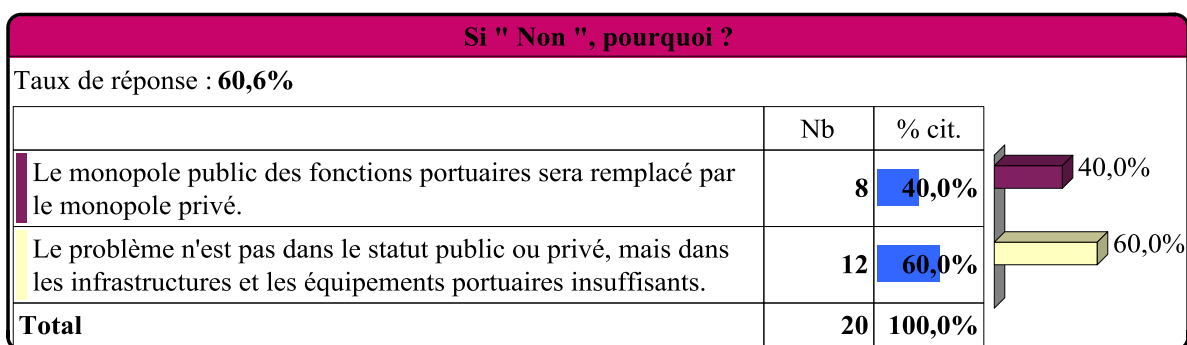 Si " Non ", pourquoi ?
Taux de réponse : 60,6%
Nb % cit.
Le monopole public des fonctions portuaires sera remplacé par
le monopole privé.
8 40,0% 40,0%
Le problème n'est pas dans le statut public ou privé, mais dans
les infrastructures et les équipements portuaires insuffisants.
12 60,0% 60,0%
Total 20 100,0%